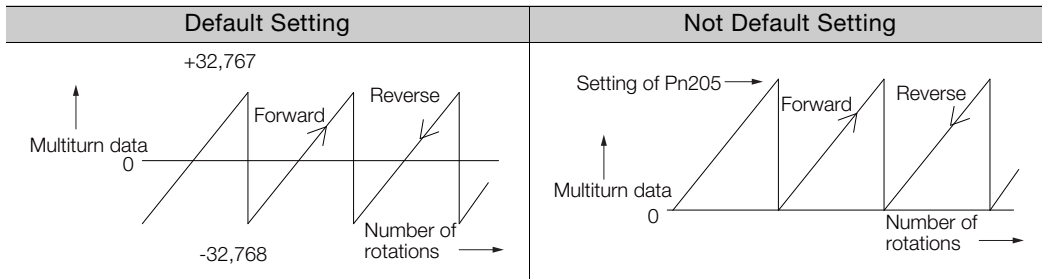 Default Setting
Not Default Setting
+32,767
Forward
Reverse
Multiturn data
0
Number of
rotations
-32,768
Setting of Pn205
Forward
Reverse
Multiturn data
0
Number of
rotations